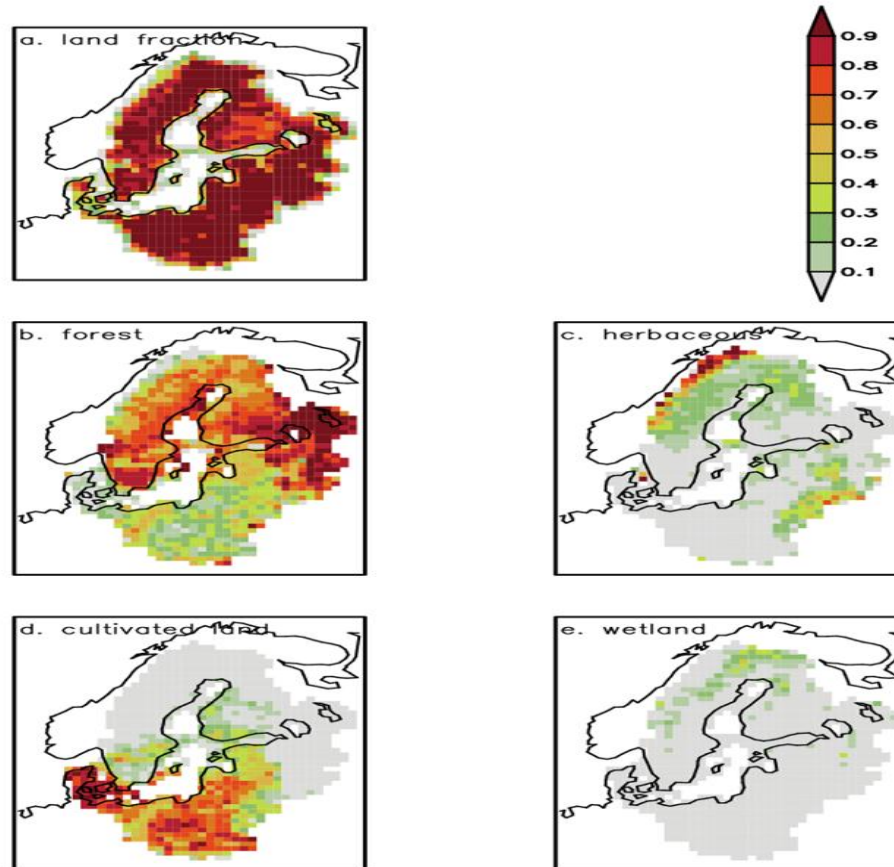 a. land fraction
0.9
0.8
0.7
0.6
0.5
0.4
0.3
0.2
0.1
b. forest
c. herbaceous
d. cultivated land
e. wetland